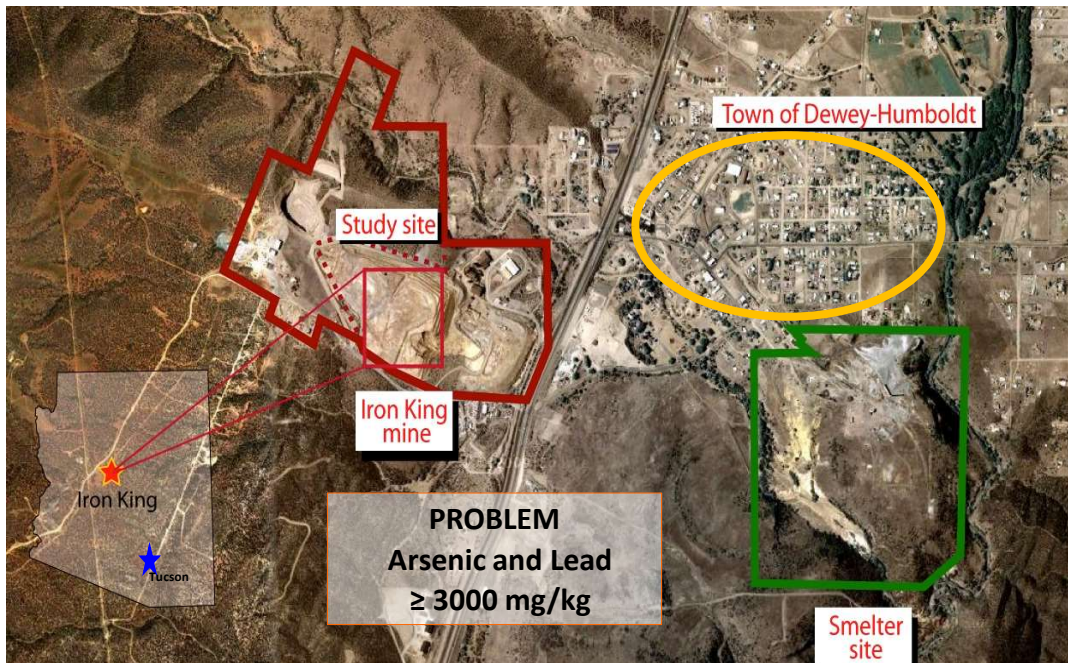 Town of Dewey-Humboldt
Study site
Iron King
mine
Iron King
Tucson
PROBLEM
Arsenic and Lead
≥ 3000 mg/kg
Smelter
site